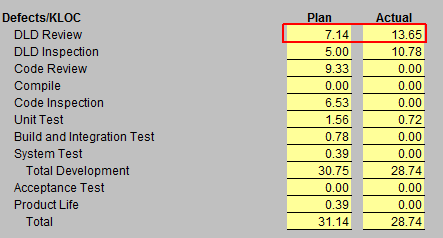 Defects/KLOC Plan Actual
DLD Review 7.14 13.65
DLD Inspection 5.00 10.78
Code Review 9.33 0.00
Compile 0.00 0.00
Code Inspection 6.53 0.00
Unit Test 1.56 0.72
Build and Integration Test 0.78 0.00
System Test 0.39 0.00
Total Development 30.75 28.74
Acceptance Test 0.00 0.00
Product Life 0.39 0.00
Total 31.14 28.74